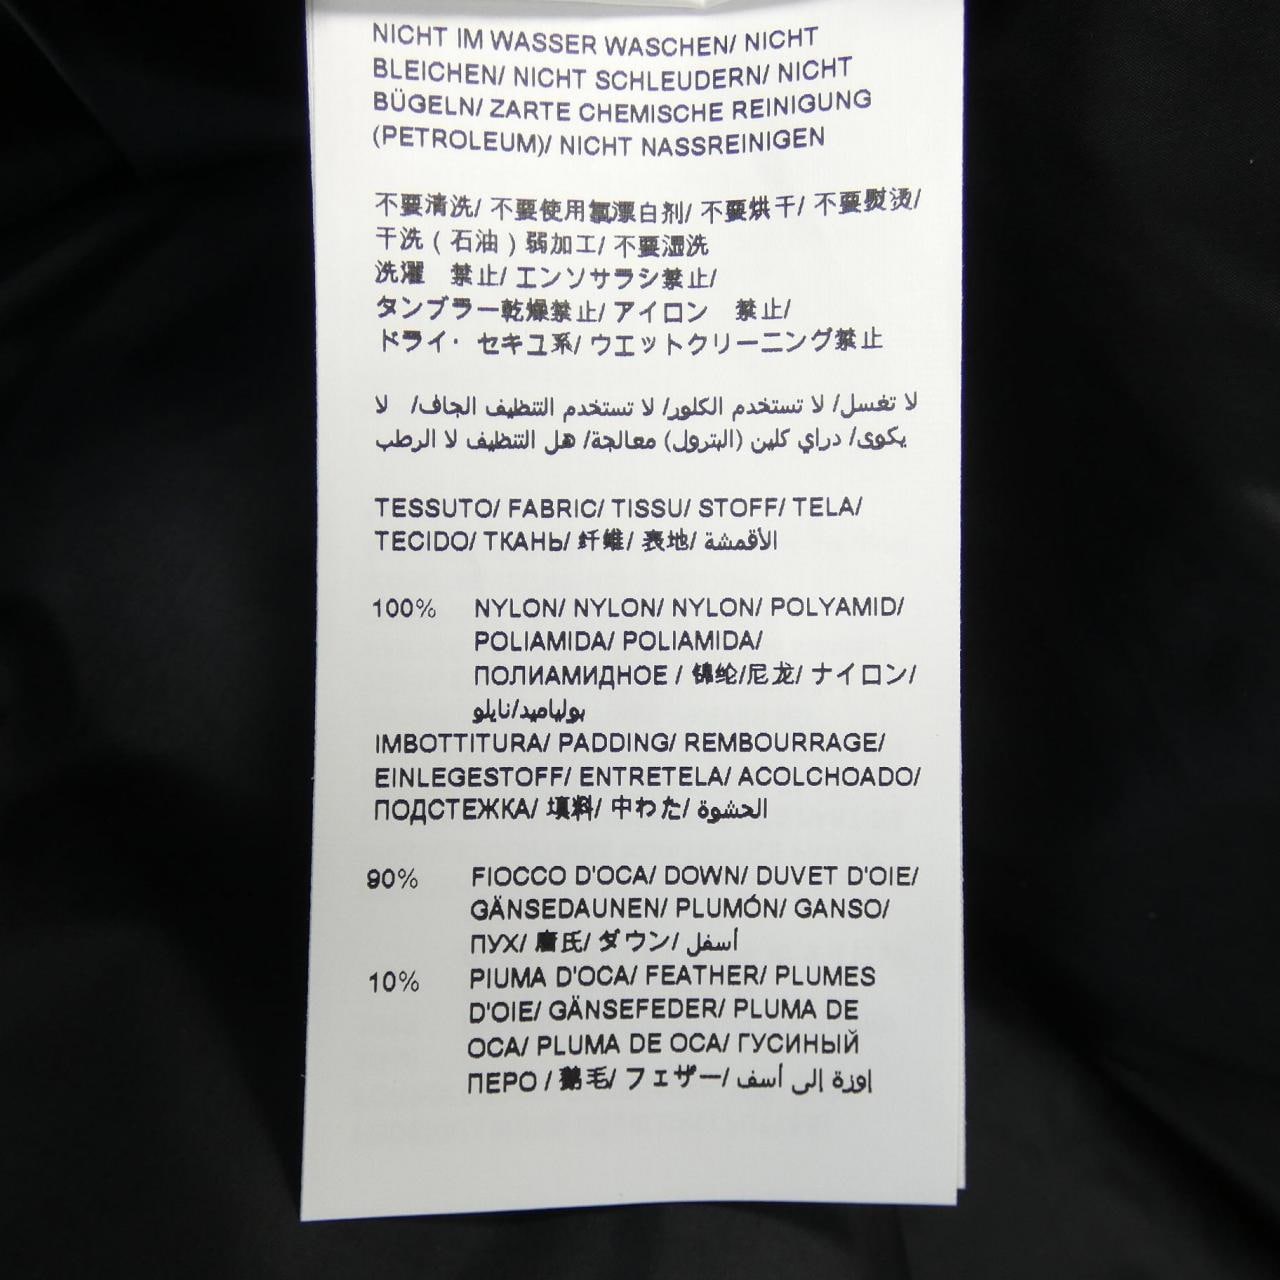 NICHT IM WASSER WASCHEN/ NICHT
BLEICHEN/ NICHT SCHLEUDERN/ NICHT
BÜGELN/ ZARTE CHEMISCHE REINIGUNG
(PETROLEUM)/ NICHT NASSREINIGEN
不要清洗/ 不要使用氯漂白剂/ 不要烘干/ 不要熨烫/
干洗（石油）弱加工/ 不要湿洗
洗濯　禁止/ エンソサラシ禁止/
タンブラー乾燥禁止/ アイロン　禁止/
ドライ・セキユ系/ ウエットクリーニング禁止
لا تغسل/ لا تستخدم الكلور/ لا تستخدم التنظيف الجاف/ لا
يكوى/ دراي كلين (البترول) معالجة/ هل التنظيف لا الرطب
TESSUTO/ FABRIC/ TISSU/ STOFF/ TELA/
TECIDO/ ТКАНЬ/ 纤维/ 表地/ الأقمشة
100% NYLON/ NYLON/ NYLON/ POLYAMID/
POLIAMIDA/ POLIAMIDA/
ПОЛИАМИДНОЕ / 锦纶/尼龙/ ナイロン/
بولياميد/نايلو
IMBOTTITURA/ PADDING/ REMBOURRAGE/
EINLEGESTOFF/ ENTRETELA/ ACOLCHOADO/
ПОДСТЕЖКА/ 填料/ 中わた/ الحشوة
90% FIOCCO D'OCA/ DOWN/ DUVET D'OIE/
GÄNSEDAUNEN/ PLUMÓN/ GANSO/
ПУХ/ 唐氏/ ダウン/ أسفل
10% PIUMA D'OCA/ FEATHER/ PLUMES
D'OIE/ GÄNSEFEDER/ PLUMA DE
OCA/ PLUMA DE OCA/ ГУСИНЫЙ
ПЕРО / 鹅毛/ フェザー/ اوزة إلى أسف